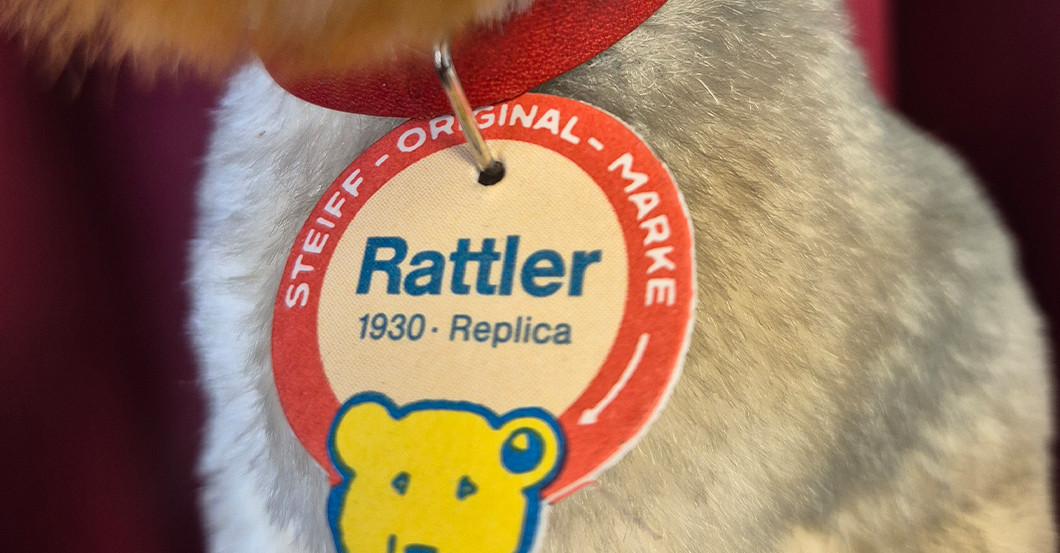 STEIFF - ORIGINAL - MARKE
Rattler
1930 · Replica